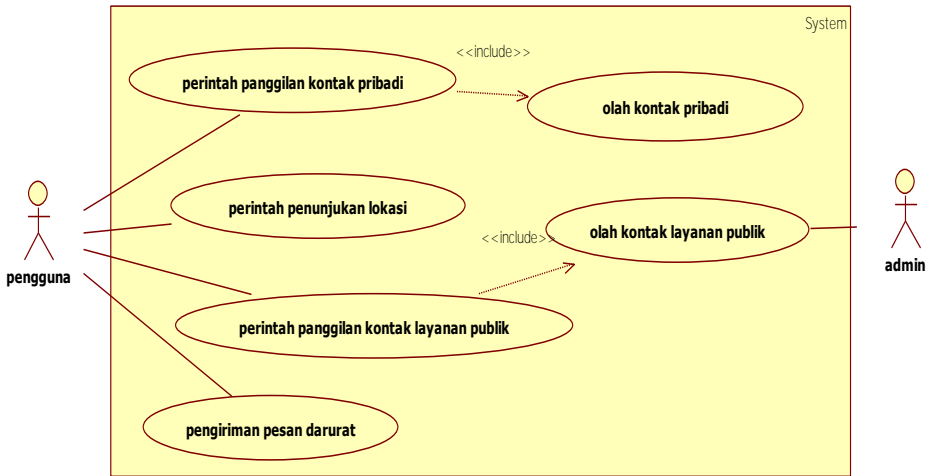 System
<<include>>
perintah panggilan kontak pribadi
olah kontak pribadi
perintah penunjukan lokasi
<<include>>
olah kontak layanan publik
pengguna
admin
perintah panggilan kontak layanan publik
pengiriman pesan darurat